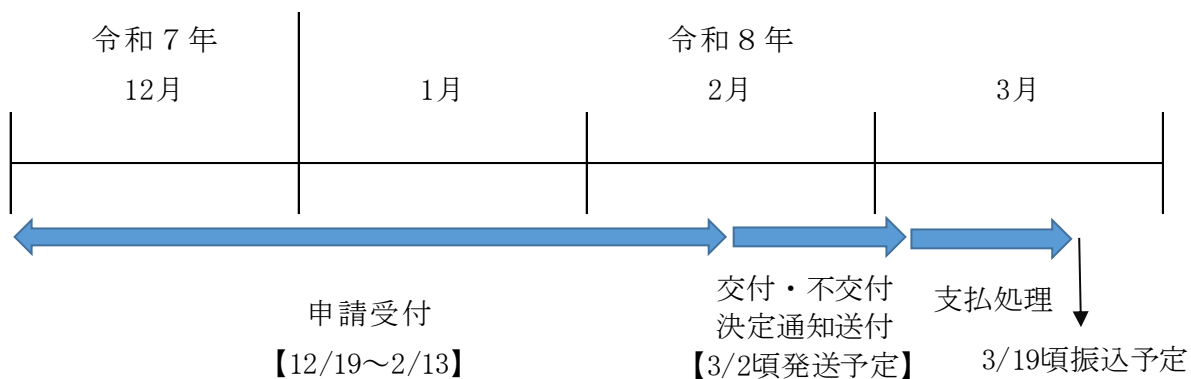 令和７年
令和８年
12月
1月
2月
3月
申請受付
【12/19～2/13】
交付・不交付
決定通知送付
【3/2頃発送予定】
支払処理
3/19頃振込予定